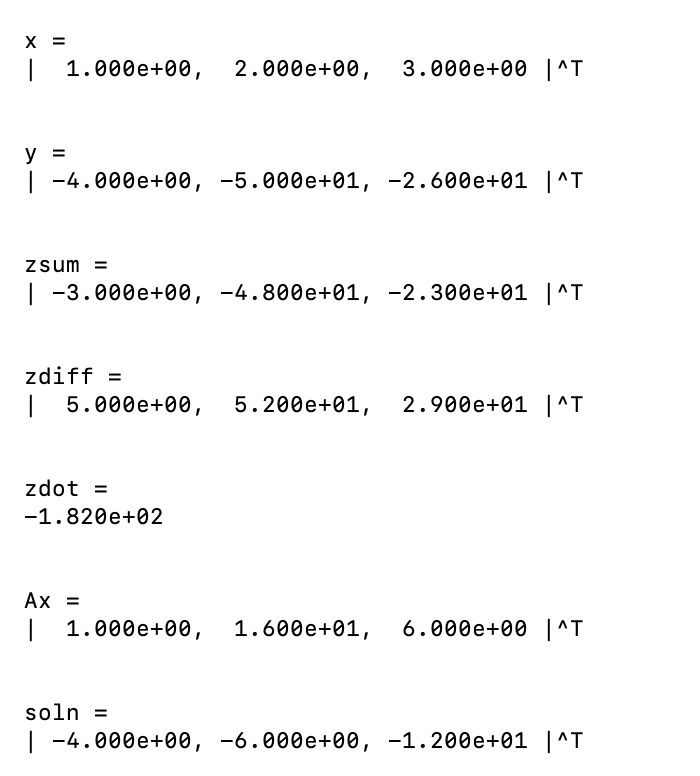 x =
|  1.000e+00,  2.000e+00,  3.000e+00 |^T
y =
| −4.000e+00, −5.000e+01, −2.600e+01 |^T
zsum =
| −3.000e+00, −4.800e+01, −2.300e+01 |^T
zdiff =
|  5.000e+00,  5.200e+01,  2.900e+01 |^T
zdot =
−1.820e+02
Ax =
|  1.000e+00,  1.600e+01,  6.000e+00 |^T
soln =
| −4.000e+00, −6.000e+00, −1.200e+01 |^T